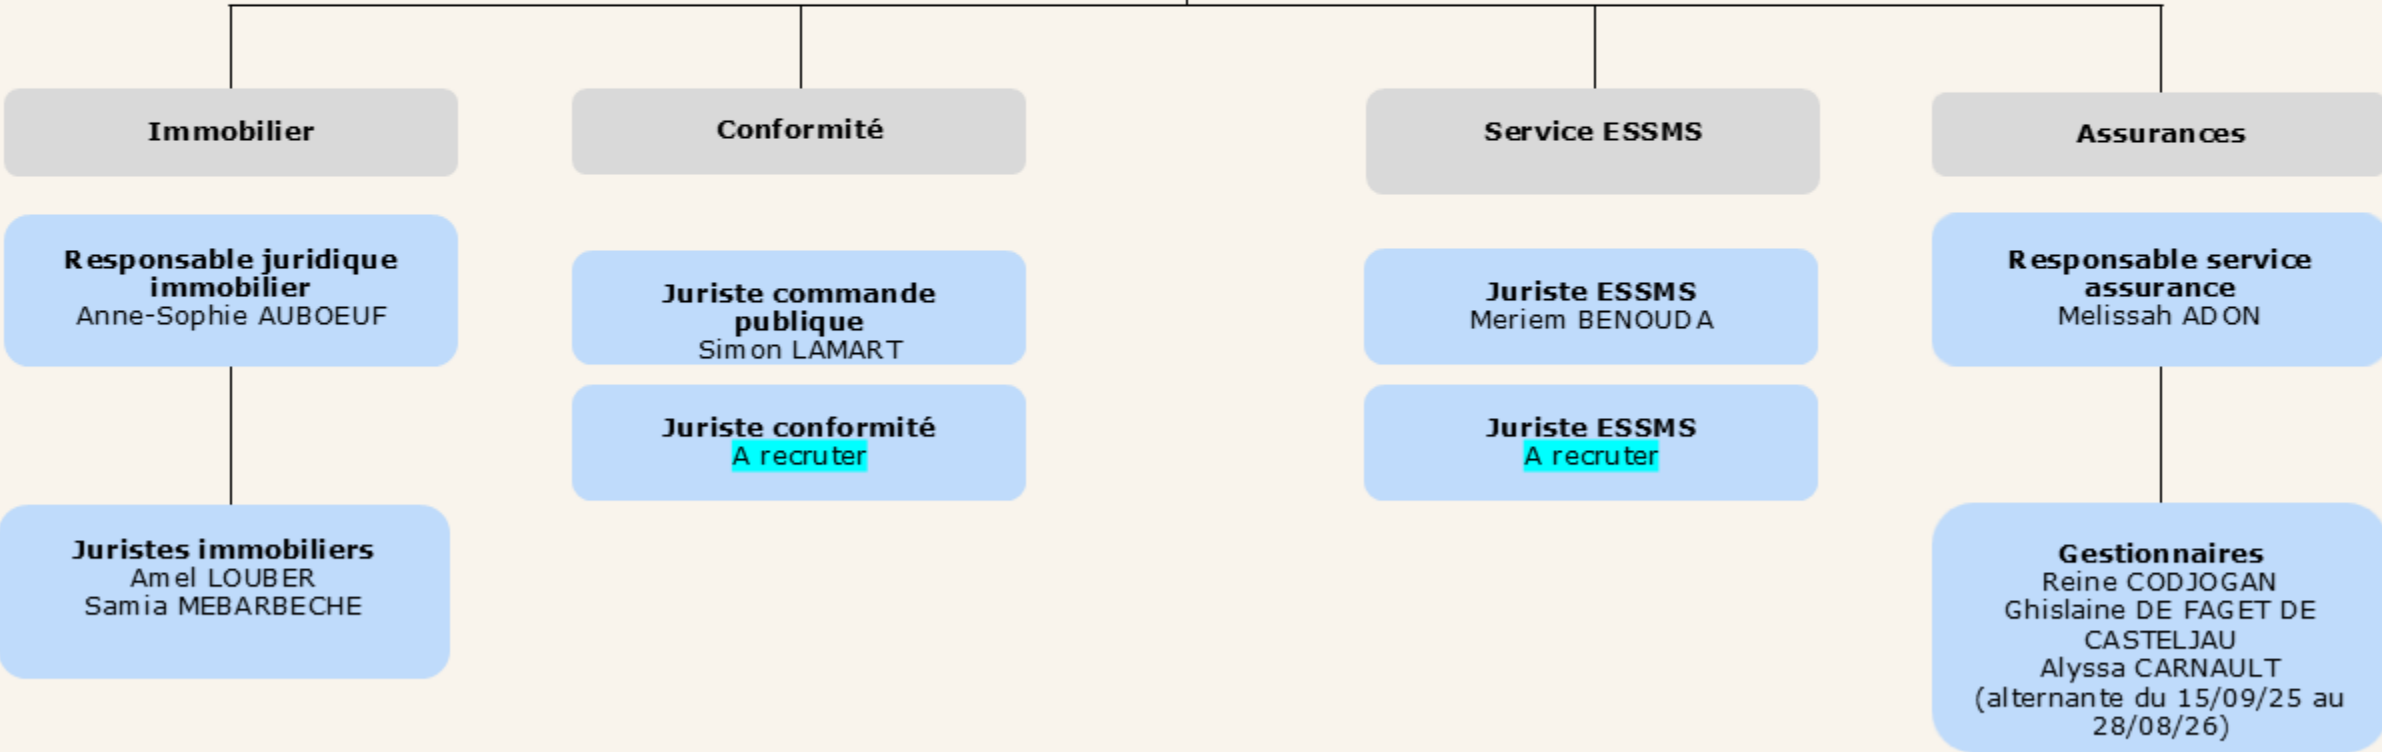 Immobilier
Conformité
Service ESSMS
Assurances
Responsable juridique
immobilier
Anne-Sophie AUBOEUF
Juriste commande
publique
Simon LAMART
Juriste ESSMS
Meriem BENOUDA
Responsable service
assurance
Melissah ADON
Juriste conformité
A recruter
Juriste ESSMS
A recruter
Juristes immobiliers
Amel LOUBER
Samia MEBARBECHE
Gestionnaires
Reine CODJOGAN
Ghislaine DE FAGET DE
CASTELJAU
Alyssa CARNAULT
(alternante du 15/09/25 au
28/08/26)